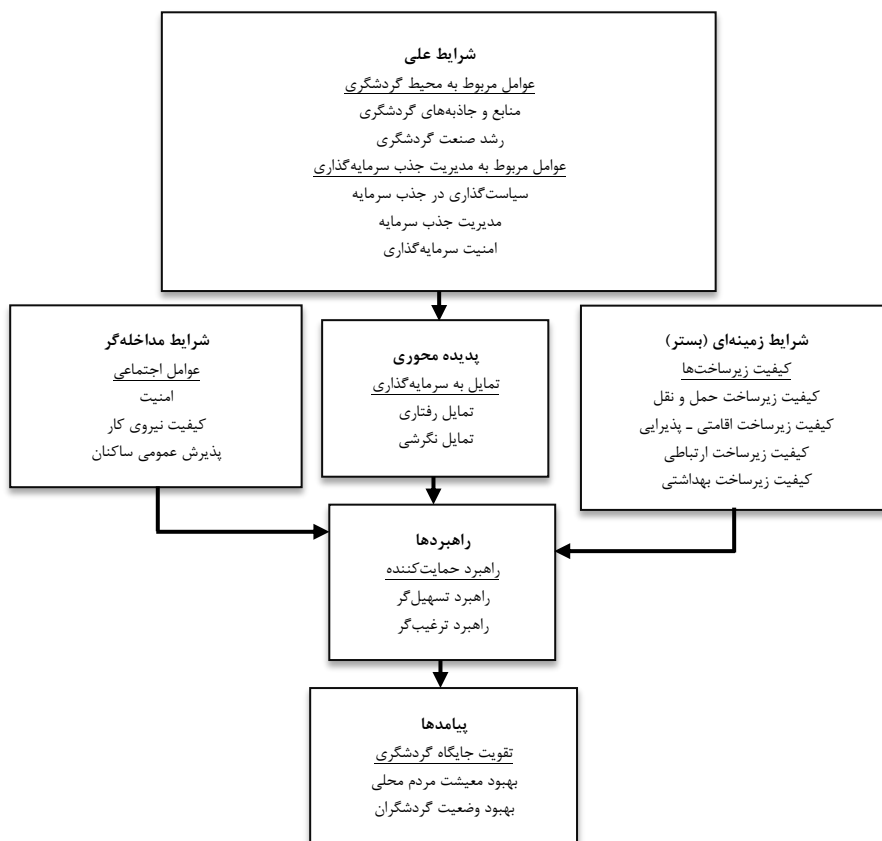 شرایط علی
عوامل مربوط به محیط گردشگری
منابع و جاذبه‌های گردشگری
رشد صنعت گردشگری
عوامل مربوط به مدیریت جذب سرمایه‌گذاری
سیاست‌گذاری در جذب سرمایه
مدیریت جذب سرمایه
امنیت سرمایه‌گذاری
شرایط زمینه‌ای (بستر)
کیفیت زیرساخت‌ها
کیفیت زیرساخت حمل و نقل
کیفیت زیرساخت اقامتی ـ پذیرایی
کیفیت زیرساخت ارتباطی
کیفیت زیرساخت بهداشتی
پدیده محوری
تمایل به سرمایه‌گذاری
تمایل رفتاری
تمایل نگرشی
شرایط مداخله‌گر
عوامل اجتماعی
امنیت
کیفیت نیروی کار
پذیرش عمومی ساکنان
راهبردها
راهبرد حمایت‌کننده
راهبرد تسهیل‌گر
راهبرد ترغیب‌گر
پیامدها
تقویت جایگاه گردشگری
بهبود معیشت مردم محلی
بهبود وضعیت گردشگران